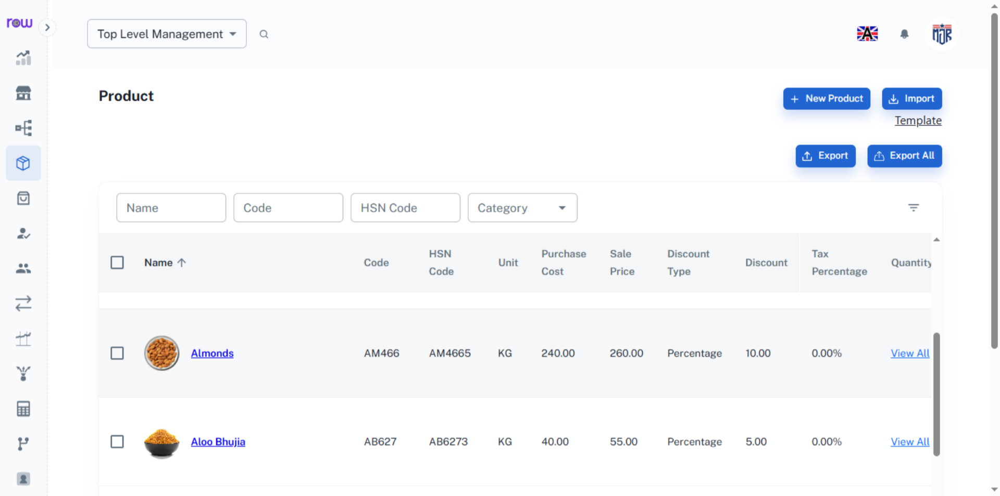 row
Top Level Management
A
MJR
Product
New Product
Import
Template
Export
Export All
Name
Code
HSN Code
Category
Name
Code
HSN Code
Unit
Purchase Cost
Sale Price
Discount Type
Discount
Tax Percentage
Quantity
Almonds AM466 AM4665 KG 240.00 260.00 Percentage 10.00 0.00% View All
Aloo Bhujia AB627 AB6273 KG 40.00 55.00 Percentage 5.00 0.00% View All